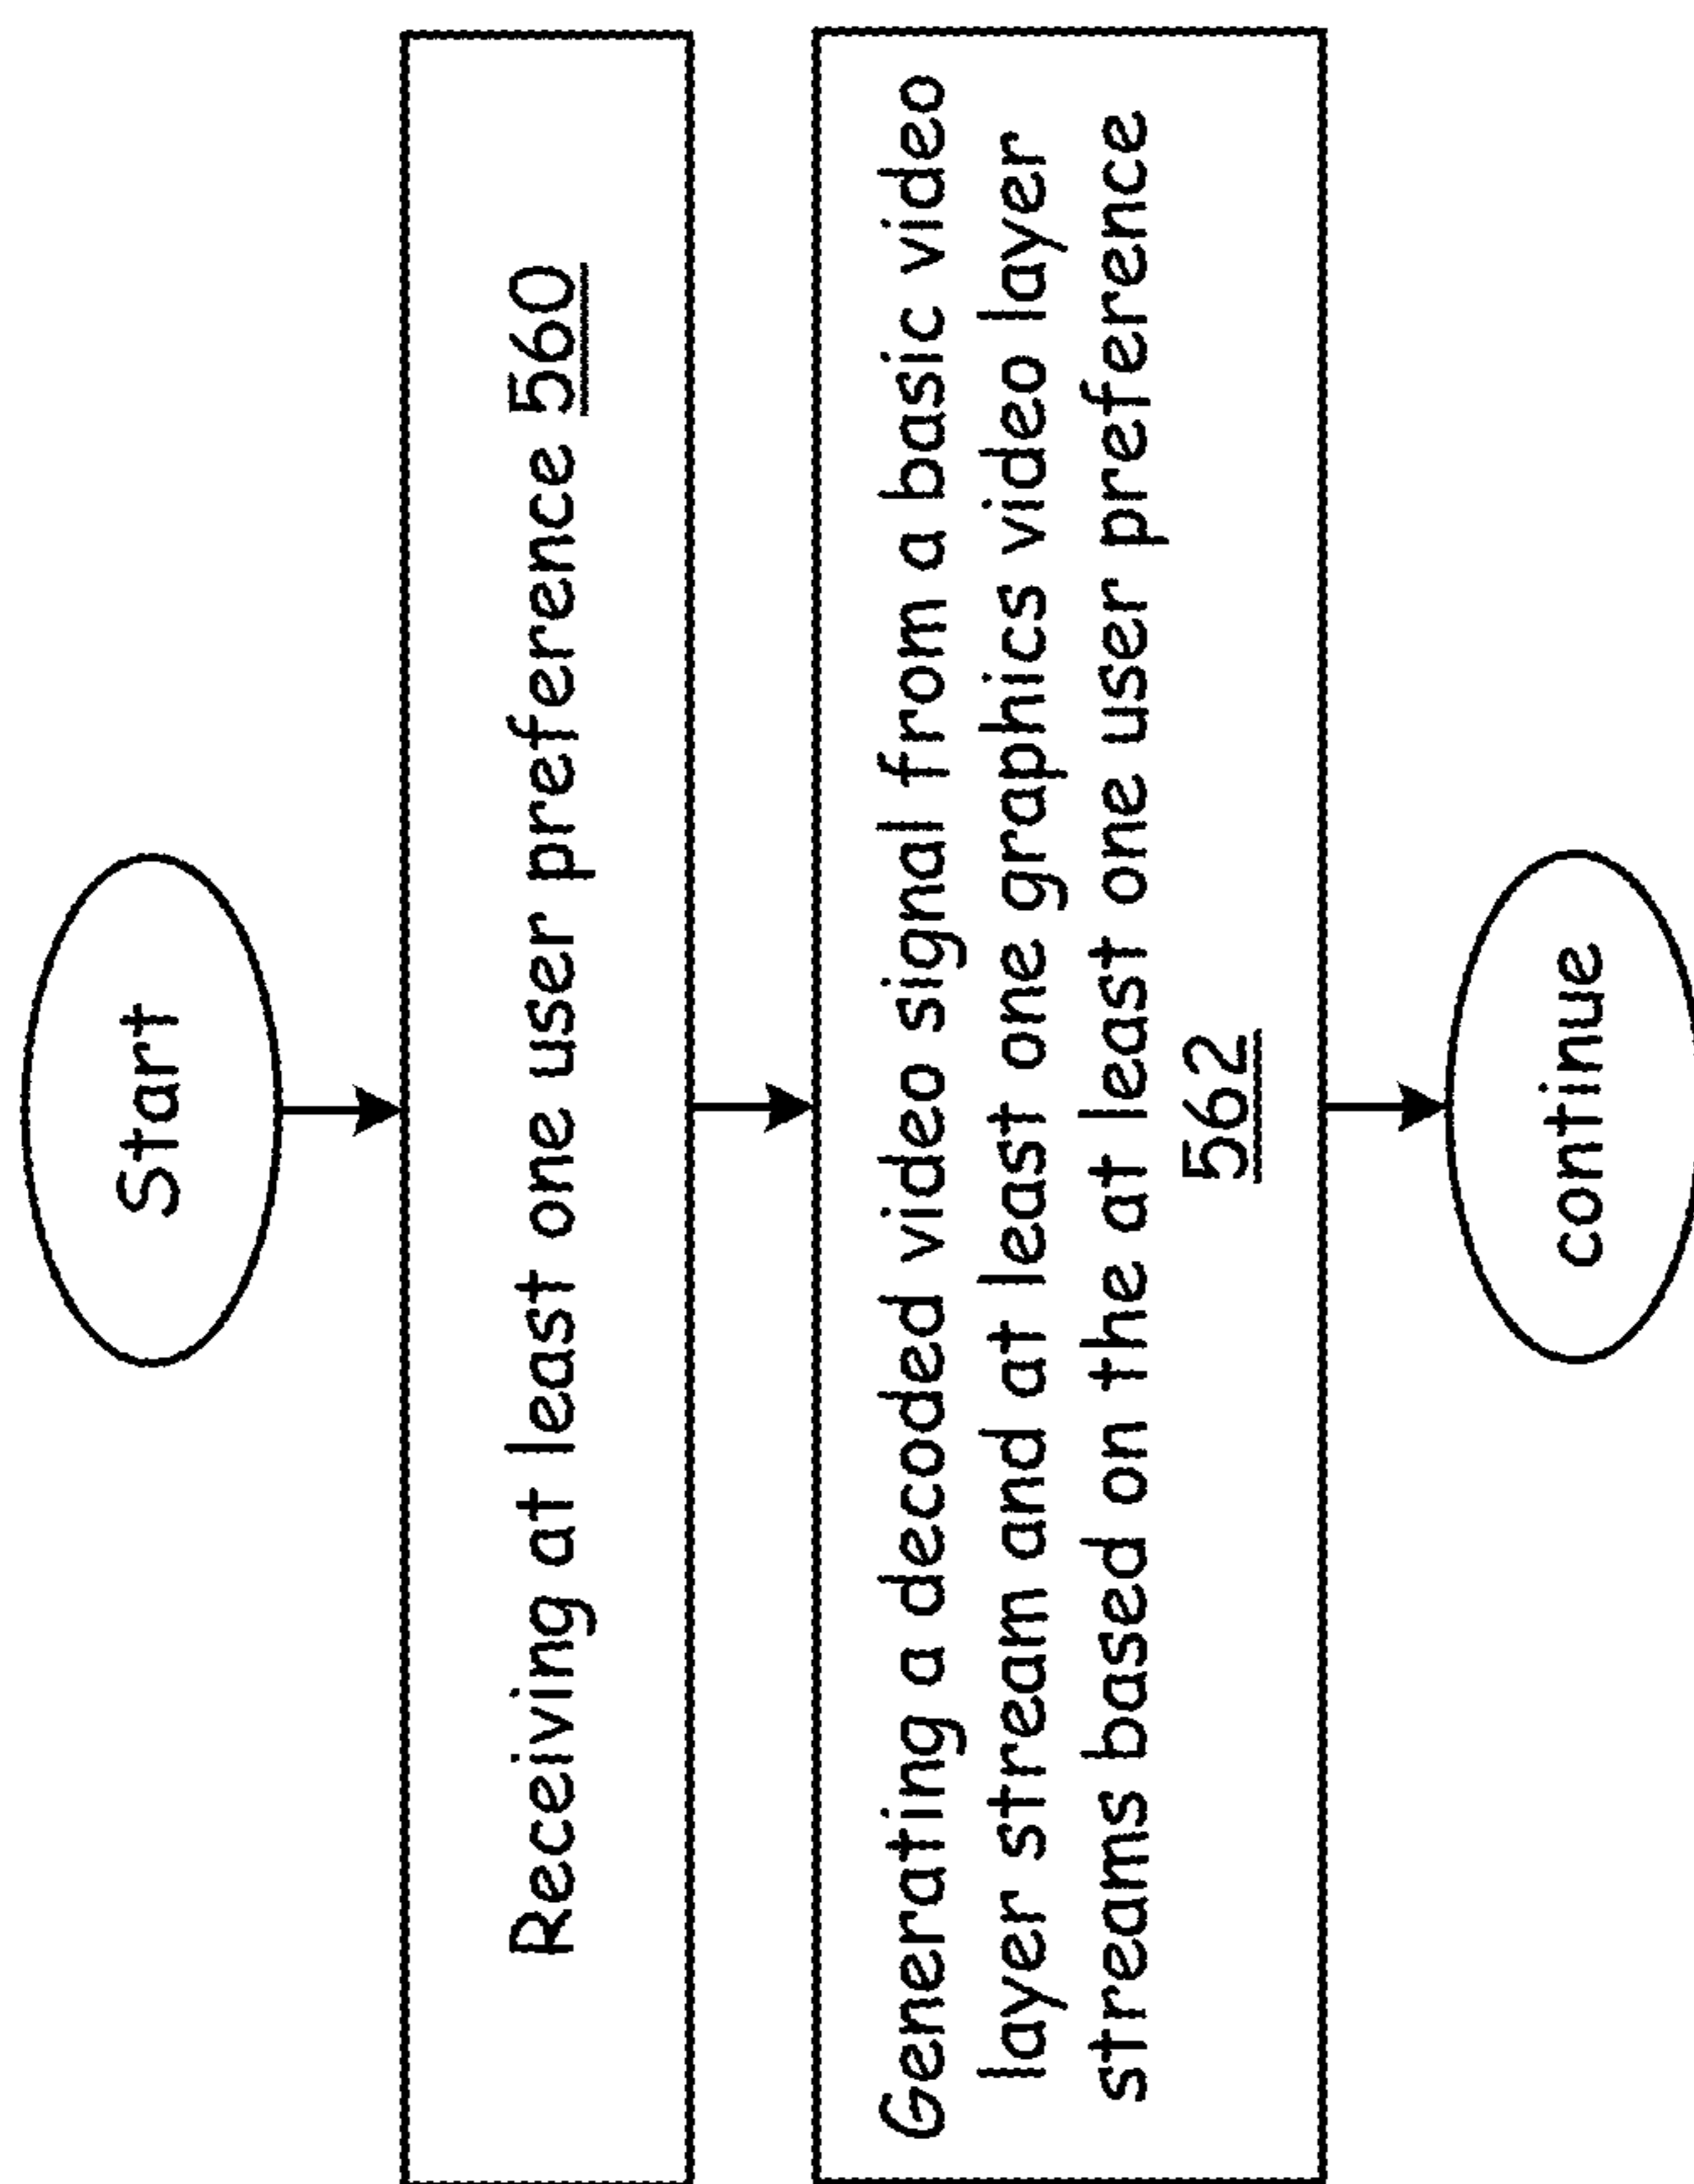 Start
Receiving at least one user preference 560
Generating a decoded video signal from a basic video
layer stream and at least one graphics video layer
streams based on the at least one user preference
562
continue